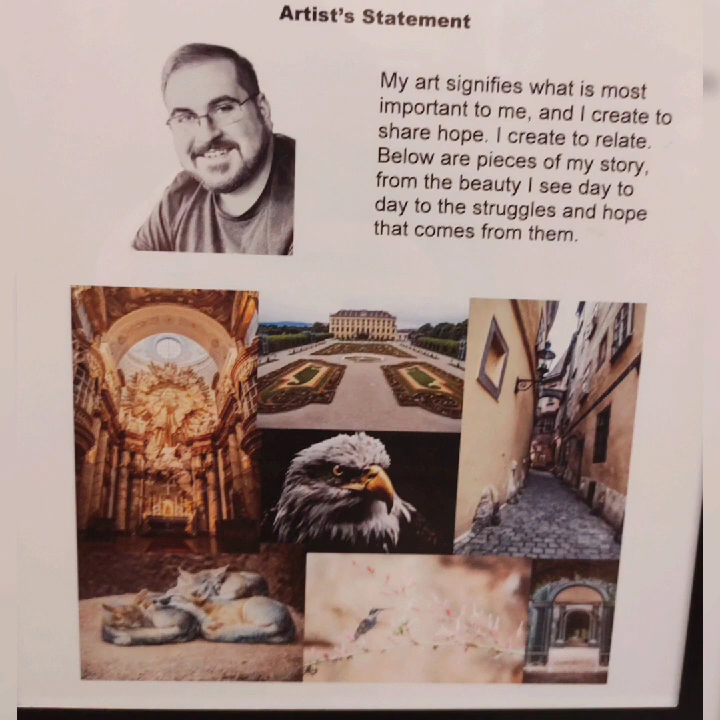 Artist's Statement
My art signifies what is most
important to me, and I create to
share hope. I create to relate.
Below are pieces of my story,
from the beauty I see day to
day to the struggles and hope
that comes from them.